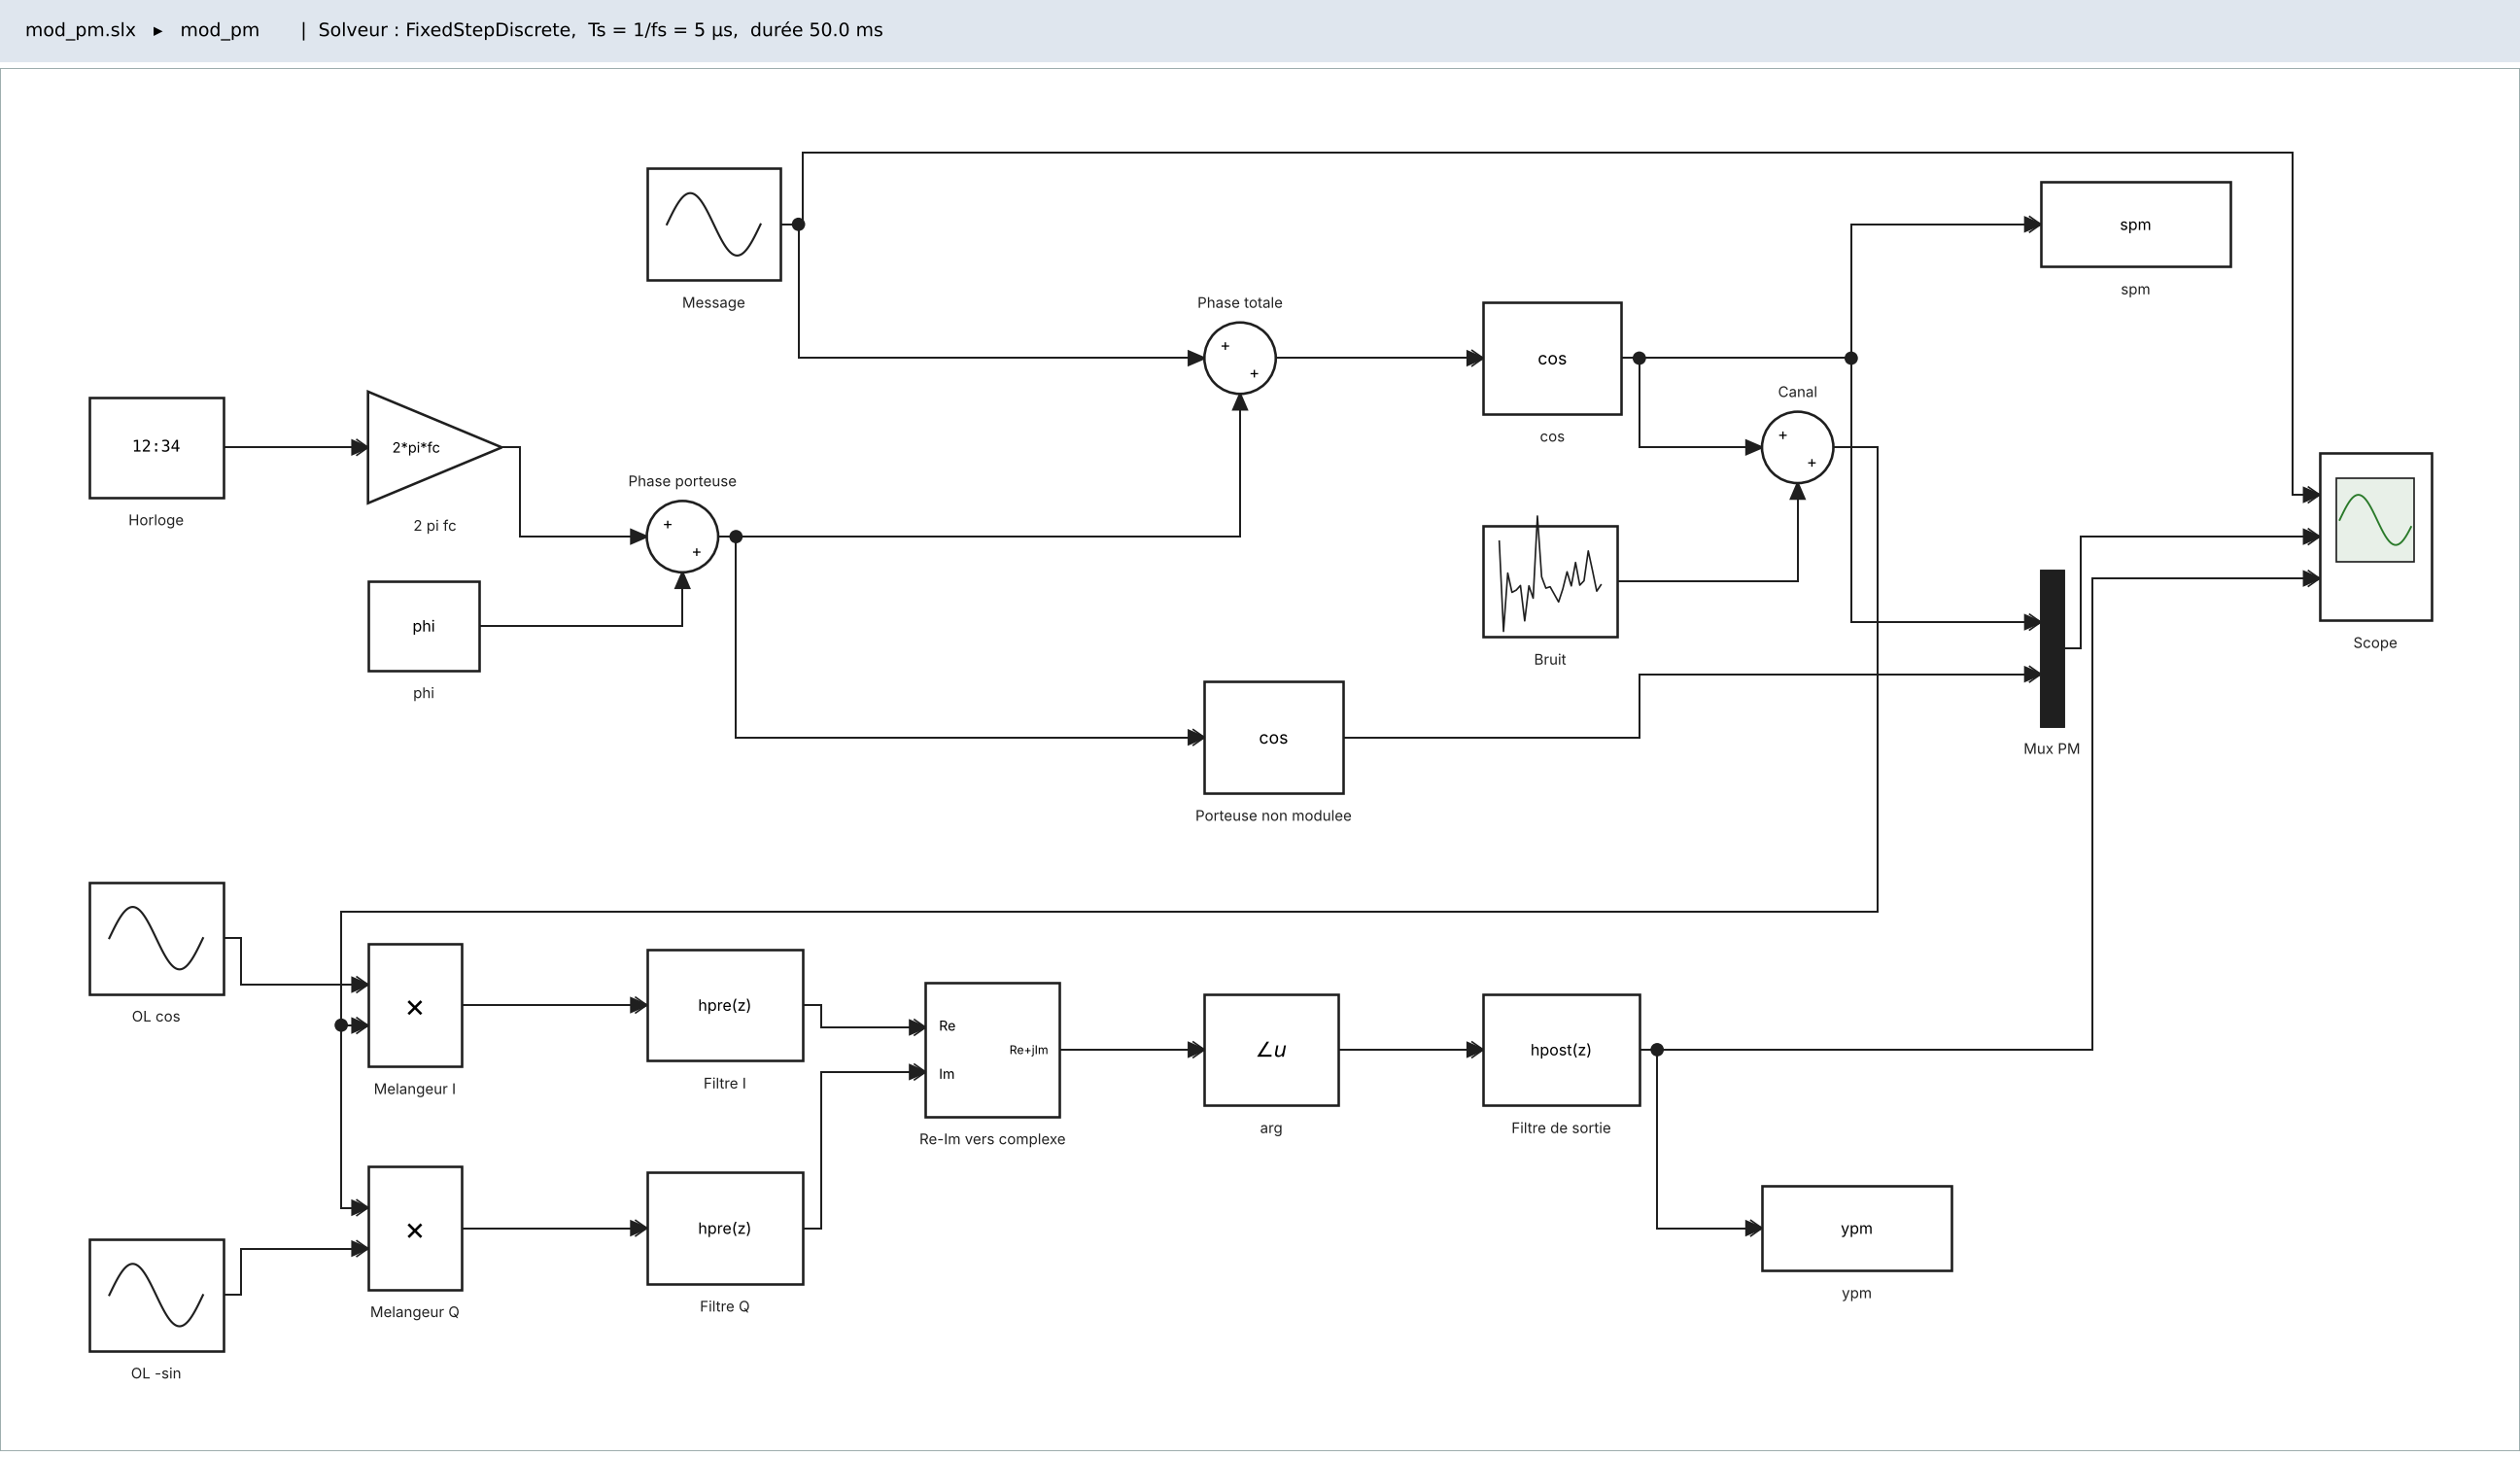 mod_pm.slx ▸ mod_pm | Solveur : FixedStepDiscrete, Ts = 1/fs = 5 µs, durée 50.0 ms
Message
spm
spm
Phase totale
+
+
cos
cos
Canal
+
+
12:34
Horloge
2*pi*fc
2 pi fc
Phase porteuse
+
+
phi
phi
Bruit
Scope
cos
Porteuse non modulee
Mux PM
OL cos
×
Melangeur I
hpre(z)
Filtre I
Re
Im
Re+jIm
Re-Im vers complexe
∠u
arg
hpost(z)
Filtre de sortie
OL -sin
×
Melangeur Q
hpre(z)
Filtre Q
ypm
ypm